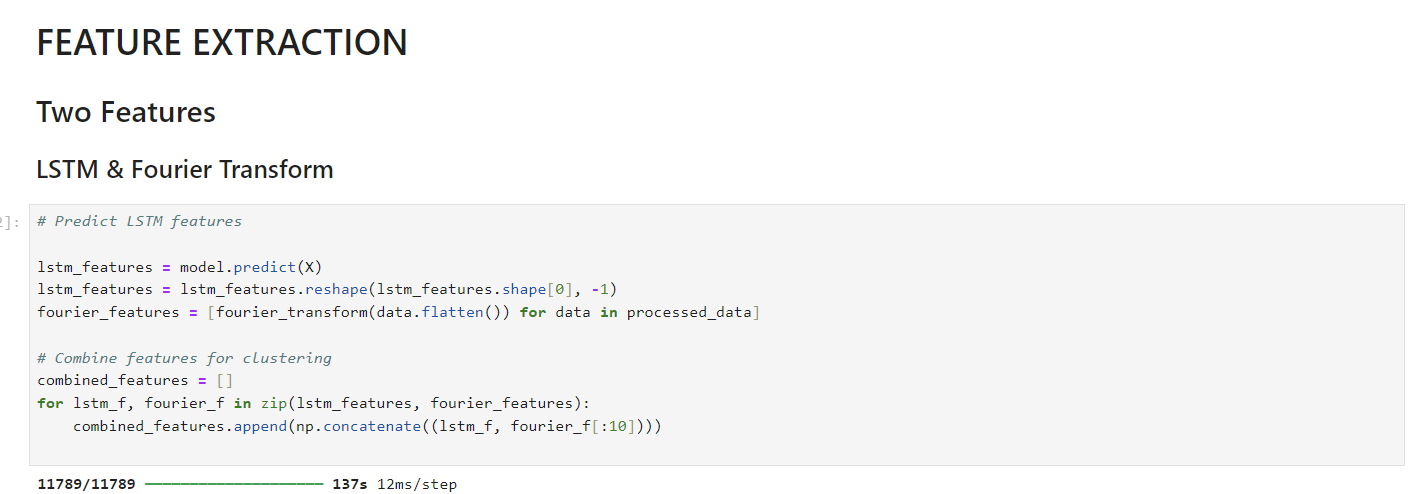 FEATURE EXTRACTION
Two Features
LSTM & Fourier Transform
2]:
# Predict LSTM features
lstm_features = model.predict(X)
lstm_features = lstm_features.reshape(lstm_features.shape[0], -1)
fourier_features = [fourier_transform(data.flatten()) for data in processed_data]
# Combine features for clustering
combined_features = []
for lstm_f, fourier_f in zip(lstm_features, fourier_features):
    combined_features.append(np.concatenate((lstm_f, fourier_f[:10])))
11789/11789 ━━━━━━━━━━━━━━━━━━━━ 137s 12ms/step